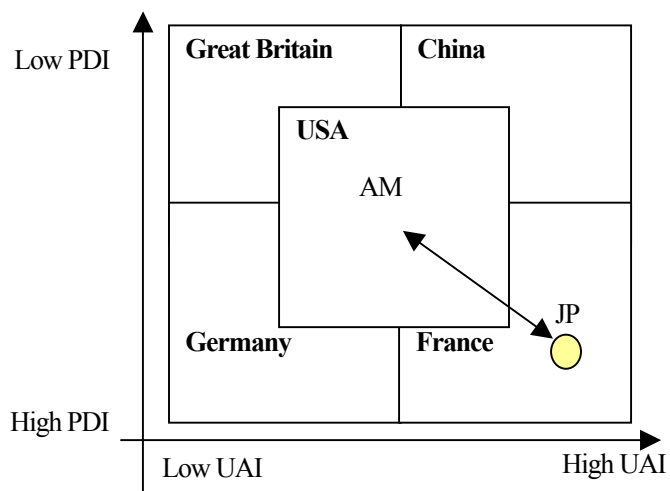 Low PDI
Great Britain
China
USA
AM
JP
Germany
France
High PDI
Low UAI
High UAI